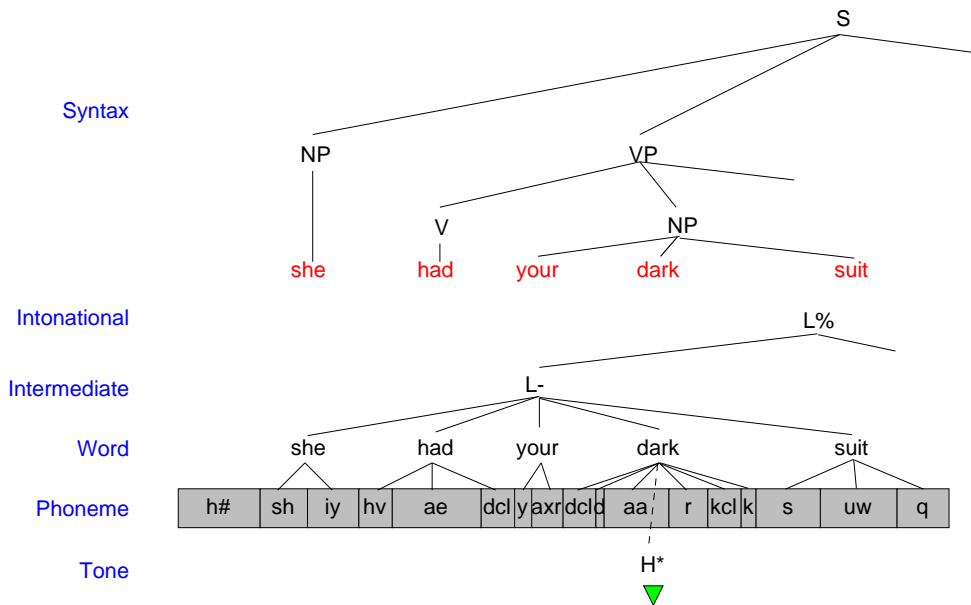 S
Syntax
NP VP
V NP
she had your dark suit
Intonational L%
Intermediate L-
Word she had your dark suit
Phoneme h# sh iy hv ae dcl y axr dcl d aa r kcl k s uw q
Tone H*